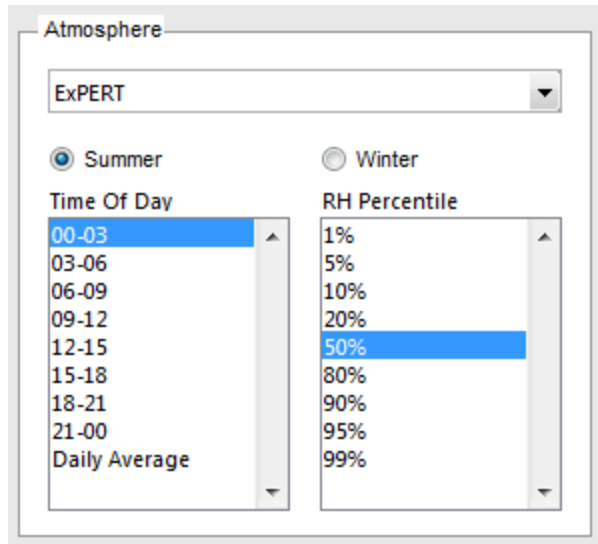 Atmosphere
ExPERT
Summer
Winter
Time Of Day
RH Percentile
00-03
03-06
06-09
09-12
12-15
15-18
18-21
21-00
Daily Average
1%
5%
10%
20%
50%
80%
90%
95%
99%